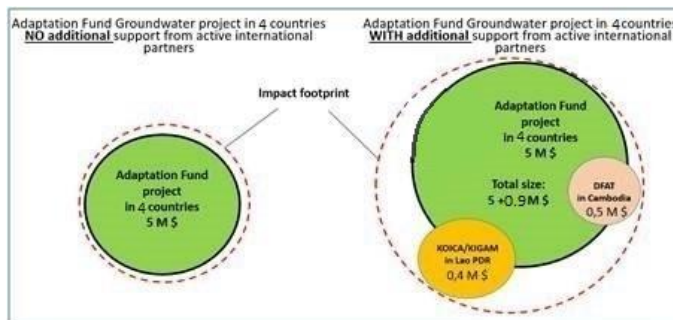 Adaptation Fund Groundwater project in 4 countries
NO additional support from active international
partners
Adaptation Fund Groundwater project in 4 countries
WITH additional support from active international
partners
Impact footprint
Adaptation Fund
project
in 4 countries
5 M $
Adaptation Fund
project
in 4 countries
5 M $
Total size:
5 +0.9 M $
DFAT
in Cambodia
0,5 M $
KOICA/KIGAM
in Lao PDR
0,4 M $